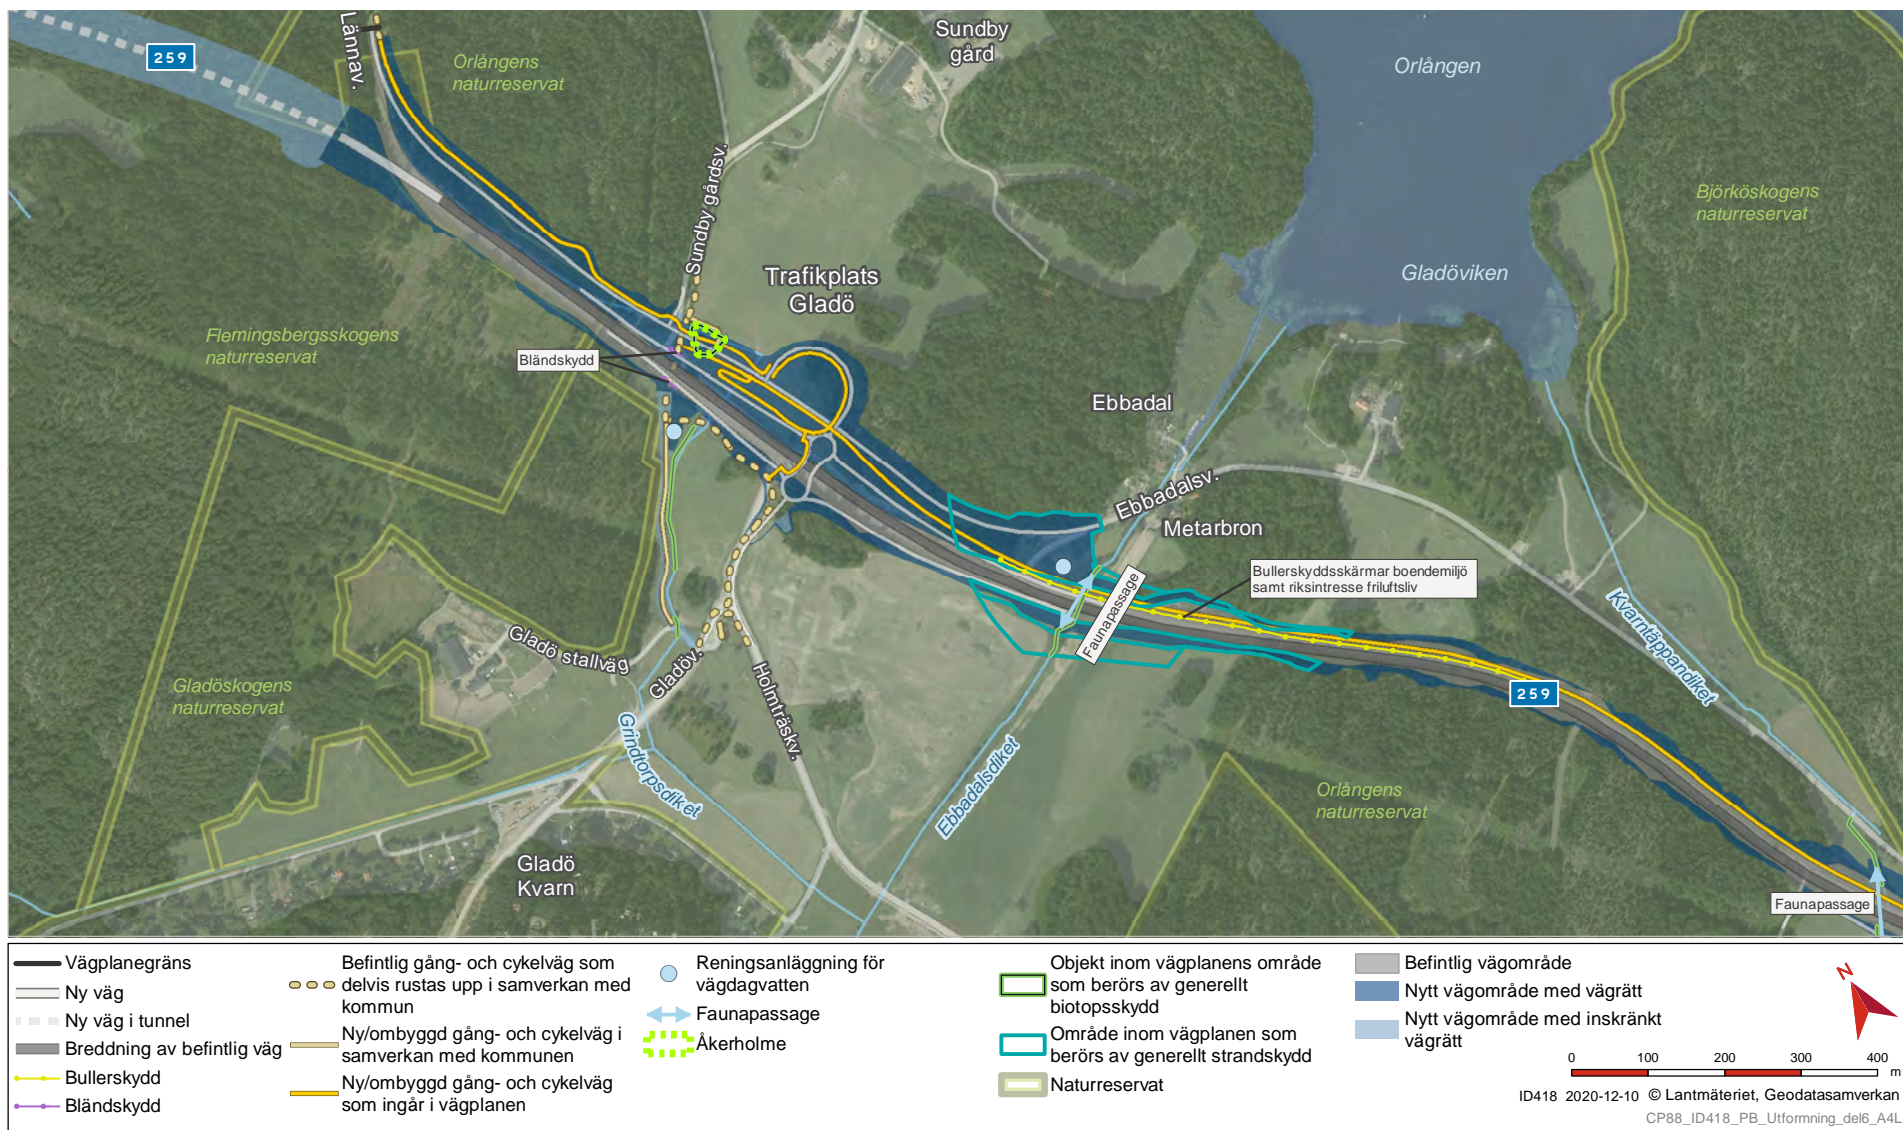 259
Lännav.
Orlångens
naturreservat
Sundby
gård
Orlången
Björköskogens
naturreservat
Sundby gårdsv.
Trafikplats
Gladö
Gladöviken
Flemingsbergsskogens
naturreservat
Bländskydd
Ebbadal
Ebbadalsv.
Metarbron
Bullerskyddsskärmar boendemiljö
samt riksintresse friluftsliv
Faunapassage
Kvarntäppandiket
Gladö stallväg
Gladöv.
Holmträskv.
Gladöskogens
naturreservat
259
Grindtorpsdiket
Ebbadalsdiket
Orlångens
naturreservat
Gladö
Kvarn
Faunapassage
Vägplanegräns
Ny väg
Ny väg i tunnel
Breddning av befintlig väg
Bullerskydd
Bländskydd
Befintlig gång- och cykelväg som
delvis rustas upp i samverkan med
kommun
Ny/ombyggd gång- och cykelväg i
samverkan med kommunen
Ny/ombyggd gång- och cykelväg
som ingår i vägplanen
Reningsanläggning för
vägdagvatten
Faunapassage
Åkerholme
Objekt inom vägplanens område
som berörs av generellt
biotopsskydd
Område inom vägplanen som
berörs av generellt strandskydd
Naturreservat
Befintlig vägområde
Nytt vägområde med vägrätt
Nytt vägområde med inskränkt
vägrätt
N
0 100 200 300 400
m
ID418 2020-12-10 © Lantmäteriet, Geodatasamverkan
CP88_ID418_PB_Utformning_del6_A4L